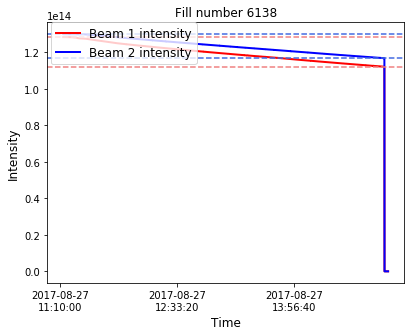 Fill number 6138
1e14
Beam 1 intensity
Beam 2 intensity
1.2
1.0
0.8
0.6
0.4
0.2
0.0
Intensity
2017-08-27
11:10:00
2017-08-27
12:33:20
2017-08-27
13:56:40
Time